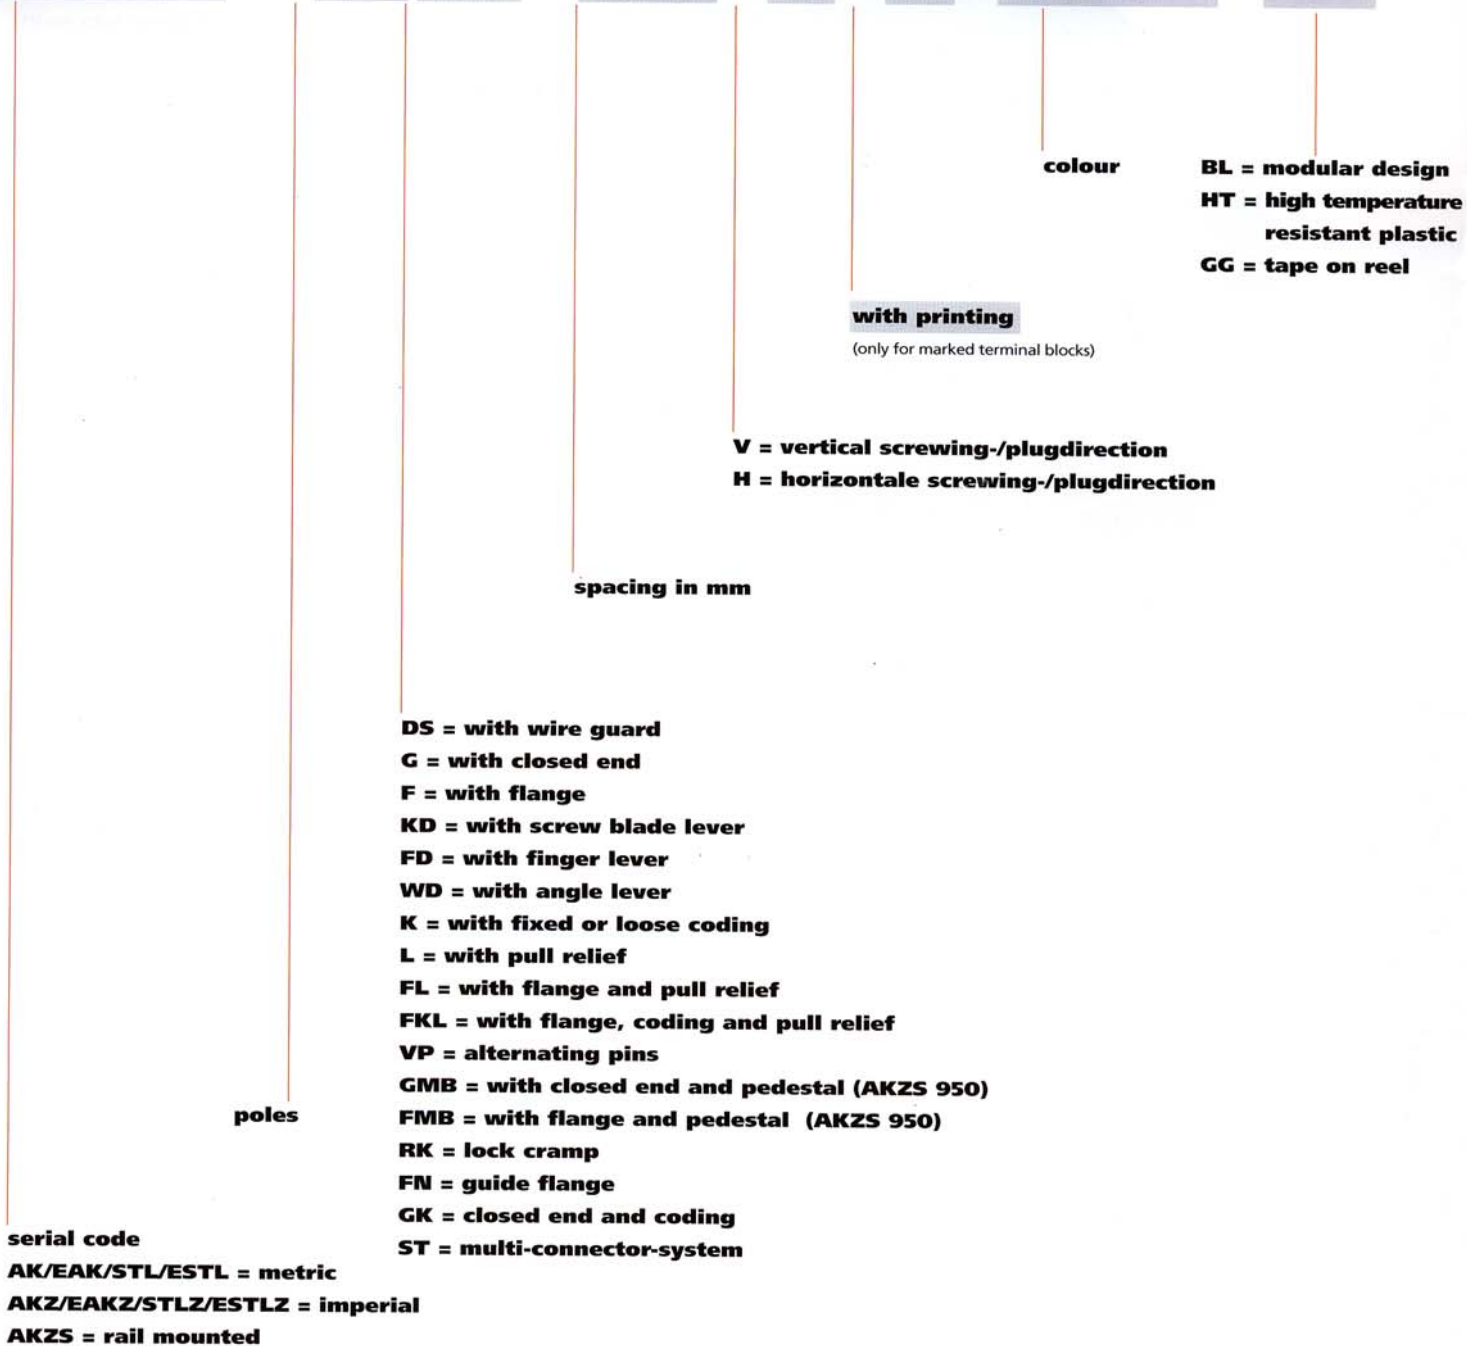 colour
BL = modular design
HT = high temperature
resistant plastic
GG = tape on reel
with printing
(only for marked terminal blocks)
V = vertical screwing-/plugdirection
H = horizontale screwing-/plugdirection
spacing in mm
DS = with wire guard
G = with closed end
F = with flange
KD = with screw blade lever
FD = with finger lever
WD = with angle lever
K = with fixed or loose coding
L = with pull relief
FL = with flange and pull relief
FKL = with flange, coding and pull relief
VP = alternating pins
GMB = with closed end and pedestal (AKZS 950)
FMB = with flange and pedestal (AKZS 950)
RK = lock cramp
FN = guide flange
GK = closed end and coding
ST = multi-connector-system
poles
serial code
AK/EAK/STL/ESTL = metric
AKZ/EAKZ/STLZ/ESTLZ = imperial
AKZS = rail mounted